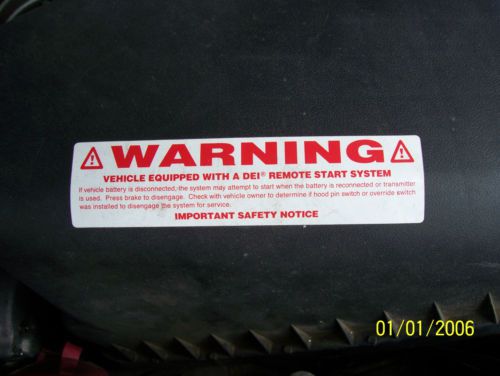 WARNING
VEHICLE EQUIPPED WITH A DEI® REMOTE START SYSTEM
If vehicle battery is disconnected, the system may attempt to start when the battery is reconnected or transmitter
is used. Press brake to disengage. Check with vehicle owner to determine if hood pin switch or override switch
was installed to disengage the system for service.
IMPORTANT SAFETY NOTICE
01/01/2006